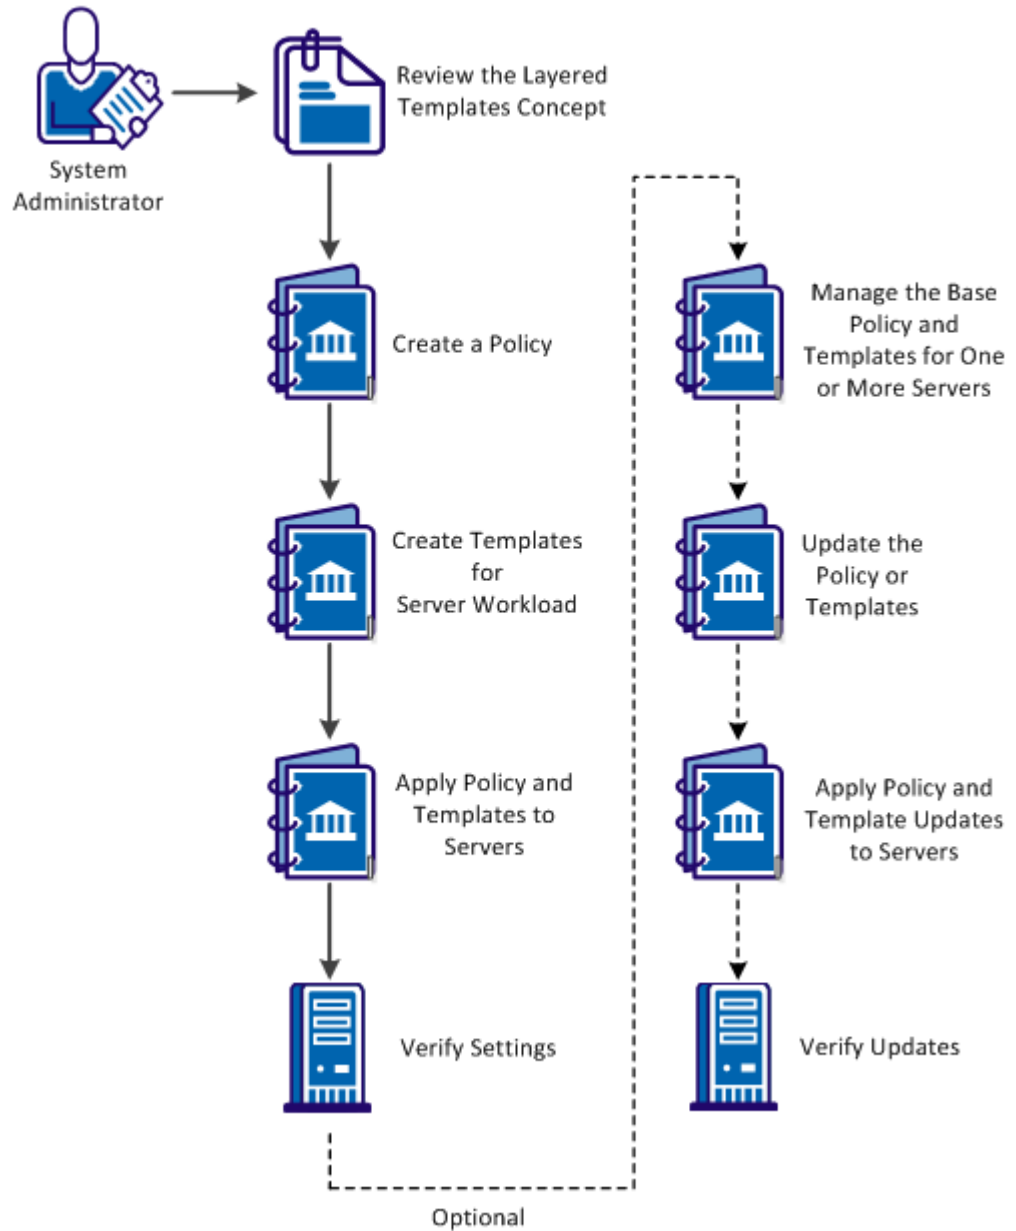 System
Administrator
Review the Layered
Templates Concept
Create a Policy
Create Templates
for
Server Workload
Apply Policy and
Templates to
Servers
Verify Settings
Optional
Manage the Base
Policy and
Templates for One
or More Servers
Update the
Policy or
Templates
Apply Policy and
Template Updates
to Servers
Verify Updates